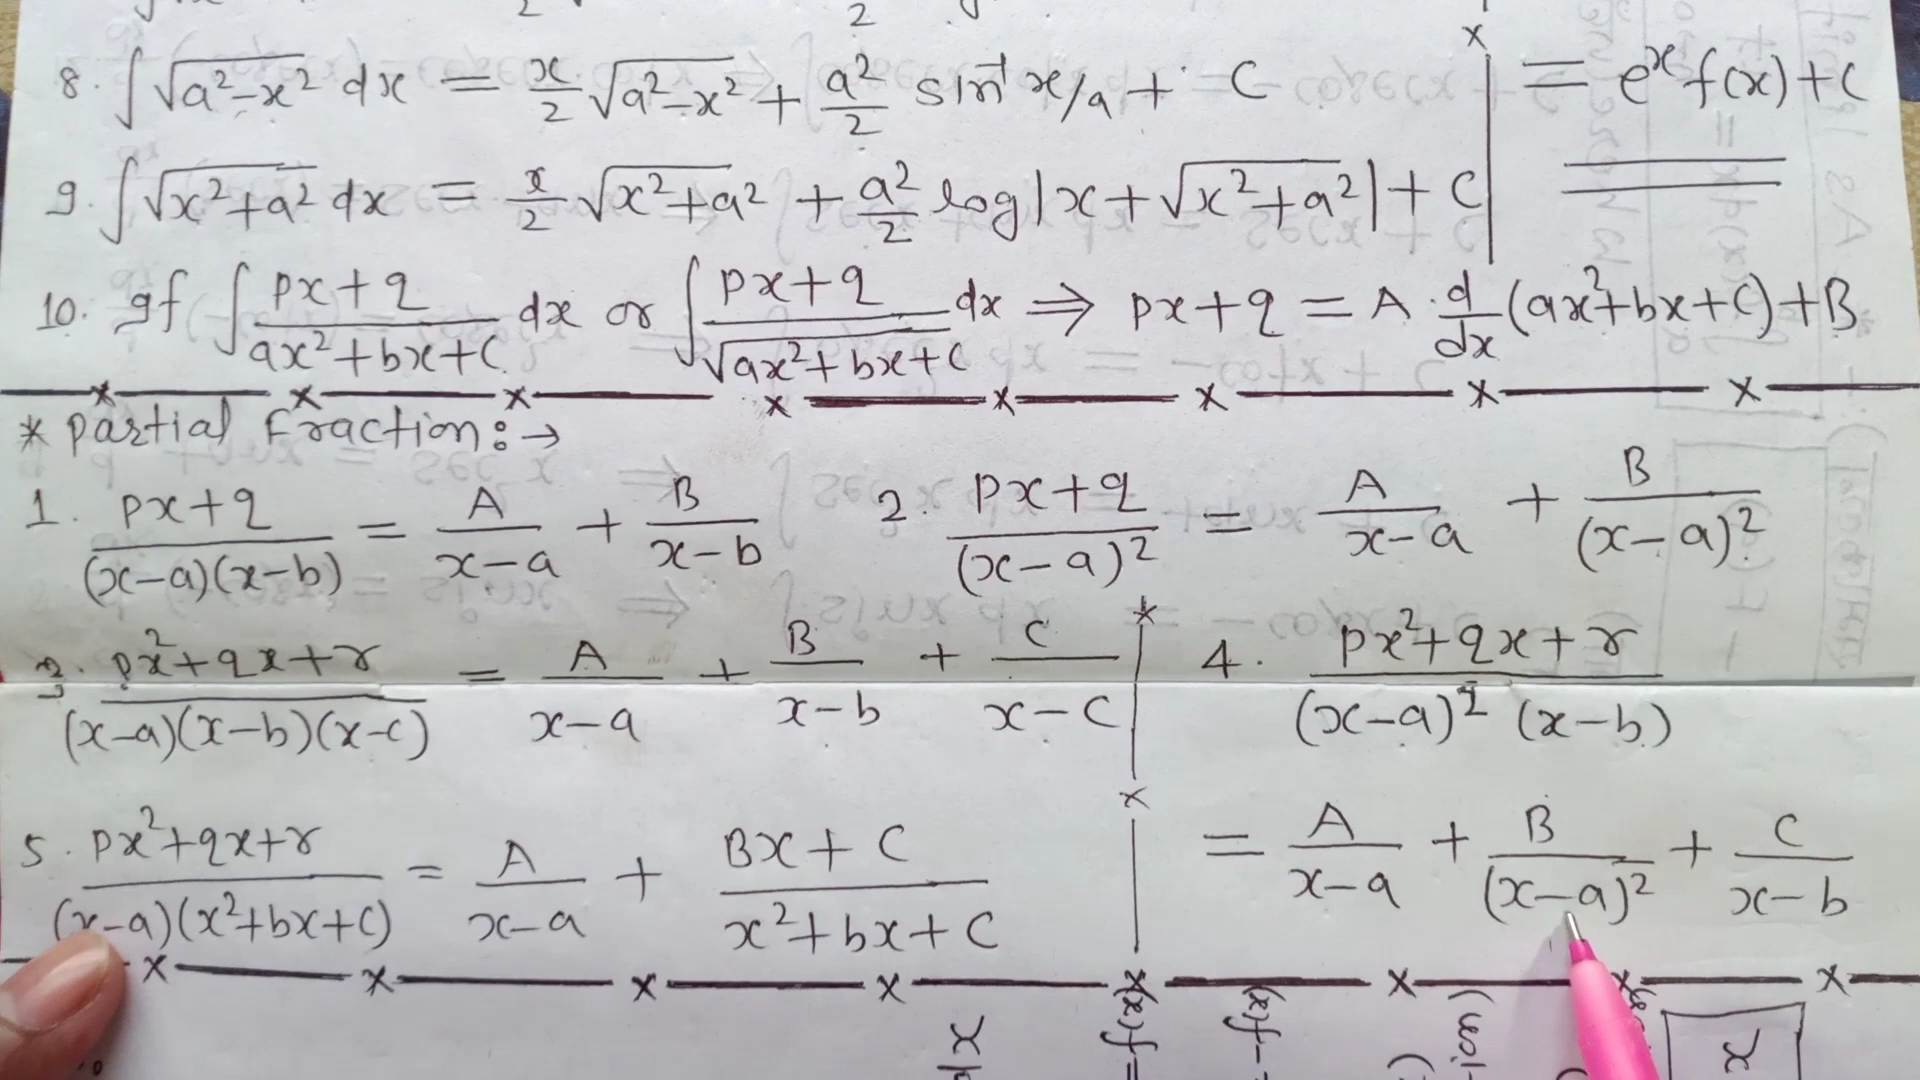 8. ∫√(a²-x²) dx = x/2 √(a²-x²) + a²/2 sin⁻¹ x/a + C
= eˣ f(x) + C
9. ∫√(x²+a²) dx = x/2 √(x²+a²) + a²/2 log|x+√(x²+a²)| + C
10. If ∫ (px+q)/(ax²+bx+c) dx or ∫ (px+q)/√(ax²+bx+c) dx ⇒ px+q = A · d/dx (ax²+bx+c) + B
* Partial Fraction :→
1. (px+q)/((x-a)(x-b)) = A/(x-a) + B/(x-b)
2. (px+q)/(x-a)² = A/(x-a) + B/(x-a)²
3. (px²+qx+r)/((x-a)(x-b)(x-c)) = A/(x-a) + B/(x-b) + C/(x-c)
4. (px²+qx+r)/((x-a)² (x-b))
= A/(x-a) + B/(x-a)² + C/(x-b)
5. (px²+qx+r)/((x-a)(x²+bx+c)) = A/(x-a) + (Bx+C)/(x²+bx+c)